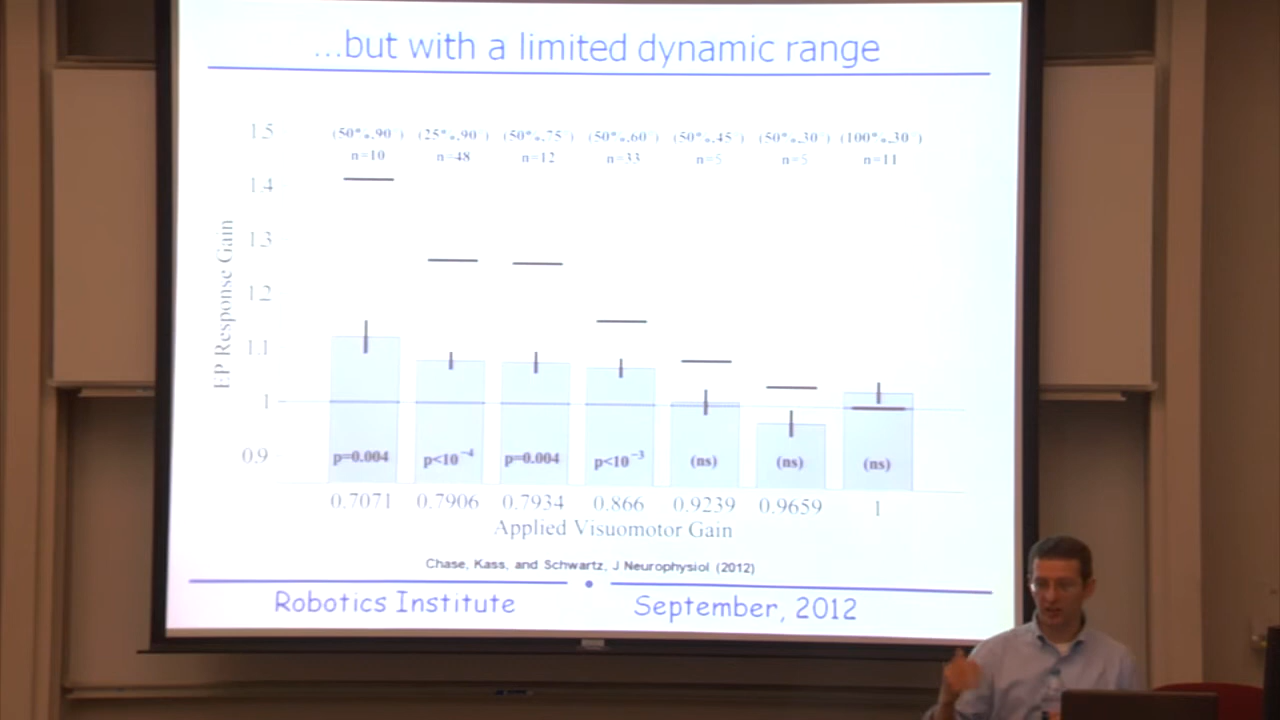 ...but with a limited dynamic range
1.5
(50%,90°) (25%,90°) (50%,75°) (50%,60°) (50%,45°) (50%,30°) (100%,30°)
n=10 n=48 n=12 n=33 n=5 n=5 n=11
1.4
1.3
1.2
1.1
1
0.9
EP Response Gain
p=0.004 p<10⁻⁴ p=0.004 p<10⁻³ (ns) (ns) (ns)
0.7071 0.7906 0.7934 0.866 0.9239 0.9659 1
Applied Visuomotor Gain
Chase, Kass, and Schwartz, J Neurophysiol (2012)
Robotics Institute • September, 2012